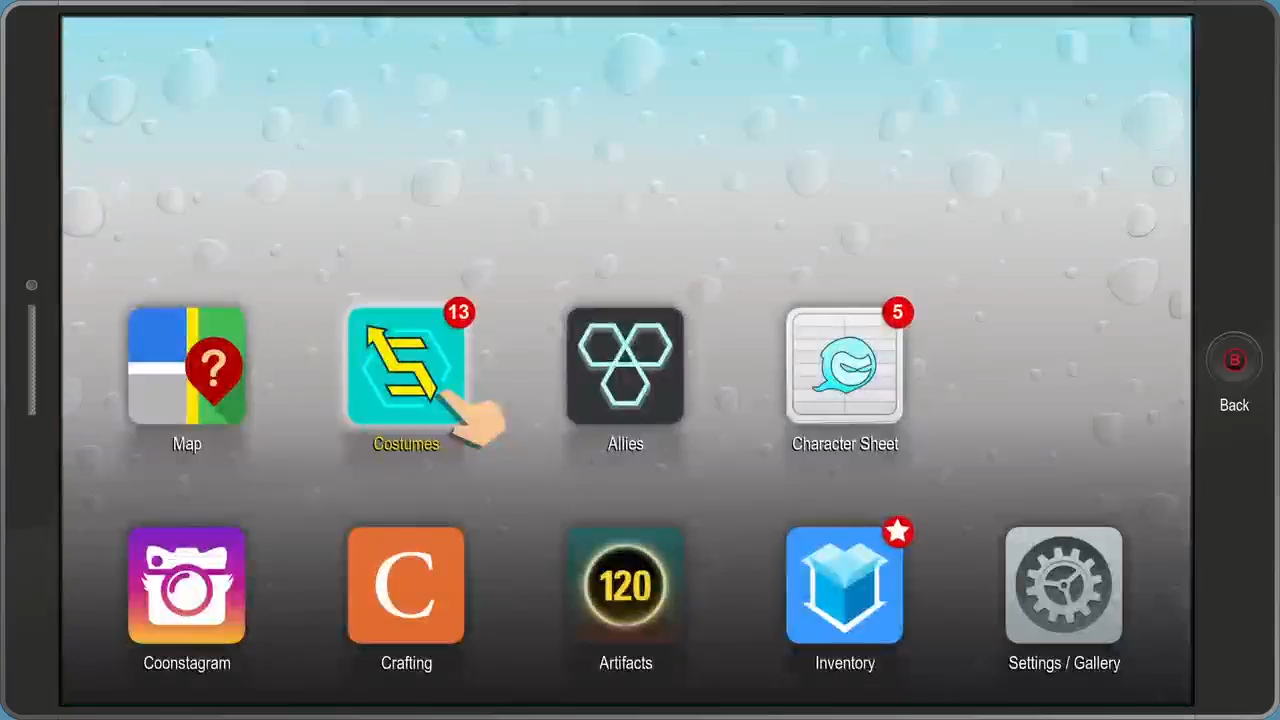 13
5
?
B
Back
Map
Costumes
Allies
Character Sheet
C
120
Coonstagram
Crafting
Artifacts
Inventory
Settings / Gallery